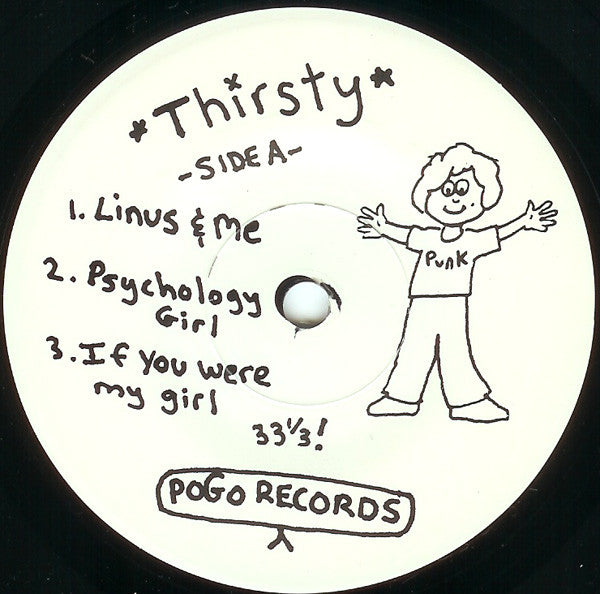 *Thirsty*
-SIDE A-
1. Linus & Me
2. Psychology
Girl
3. If you were
my girl
33⅓!
PUNK
POGO RECORDS